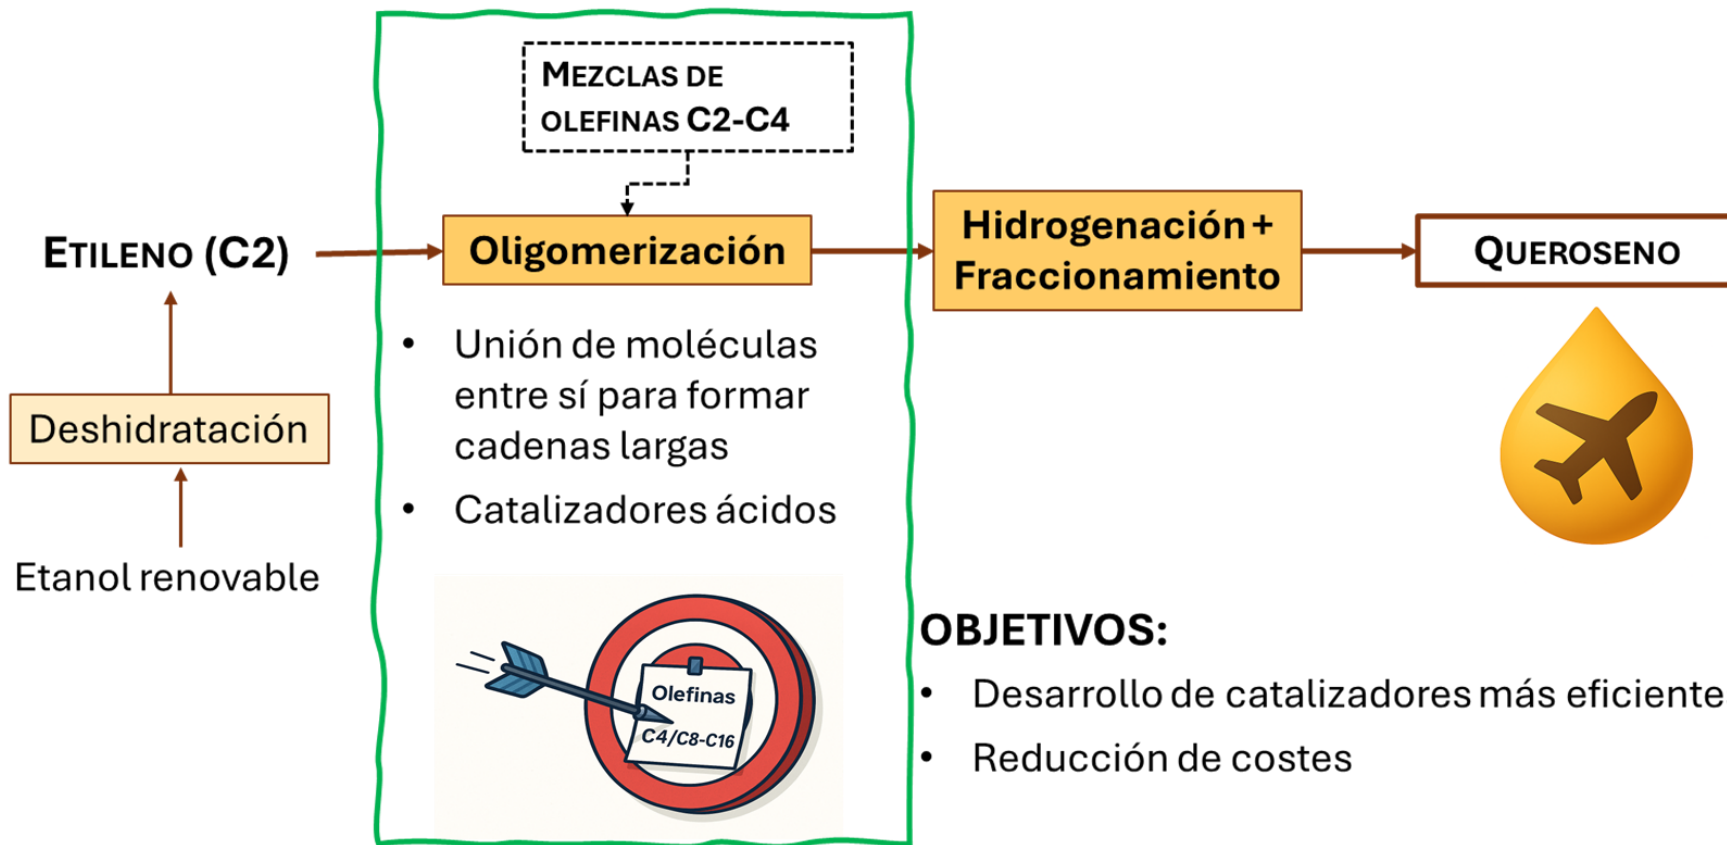 MEZCLAS DE
OLEFINAS C2-C4
ETILENO (C2)
Oligomerización
Hidrogenación +
Fraccionamiento
QUEROSENO
Deshidratación
Etanol renovable
• Unión de moléculas
entre sí para formar
cadenas largas
• Catalizadores ácidos
Olefinas
C4/C8-C16
OBJETIVOS:
• Desarrollo de catalizadores más eficiente
• Reducción de costes